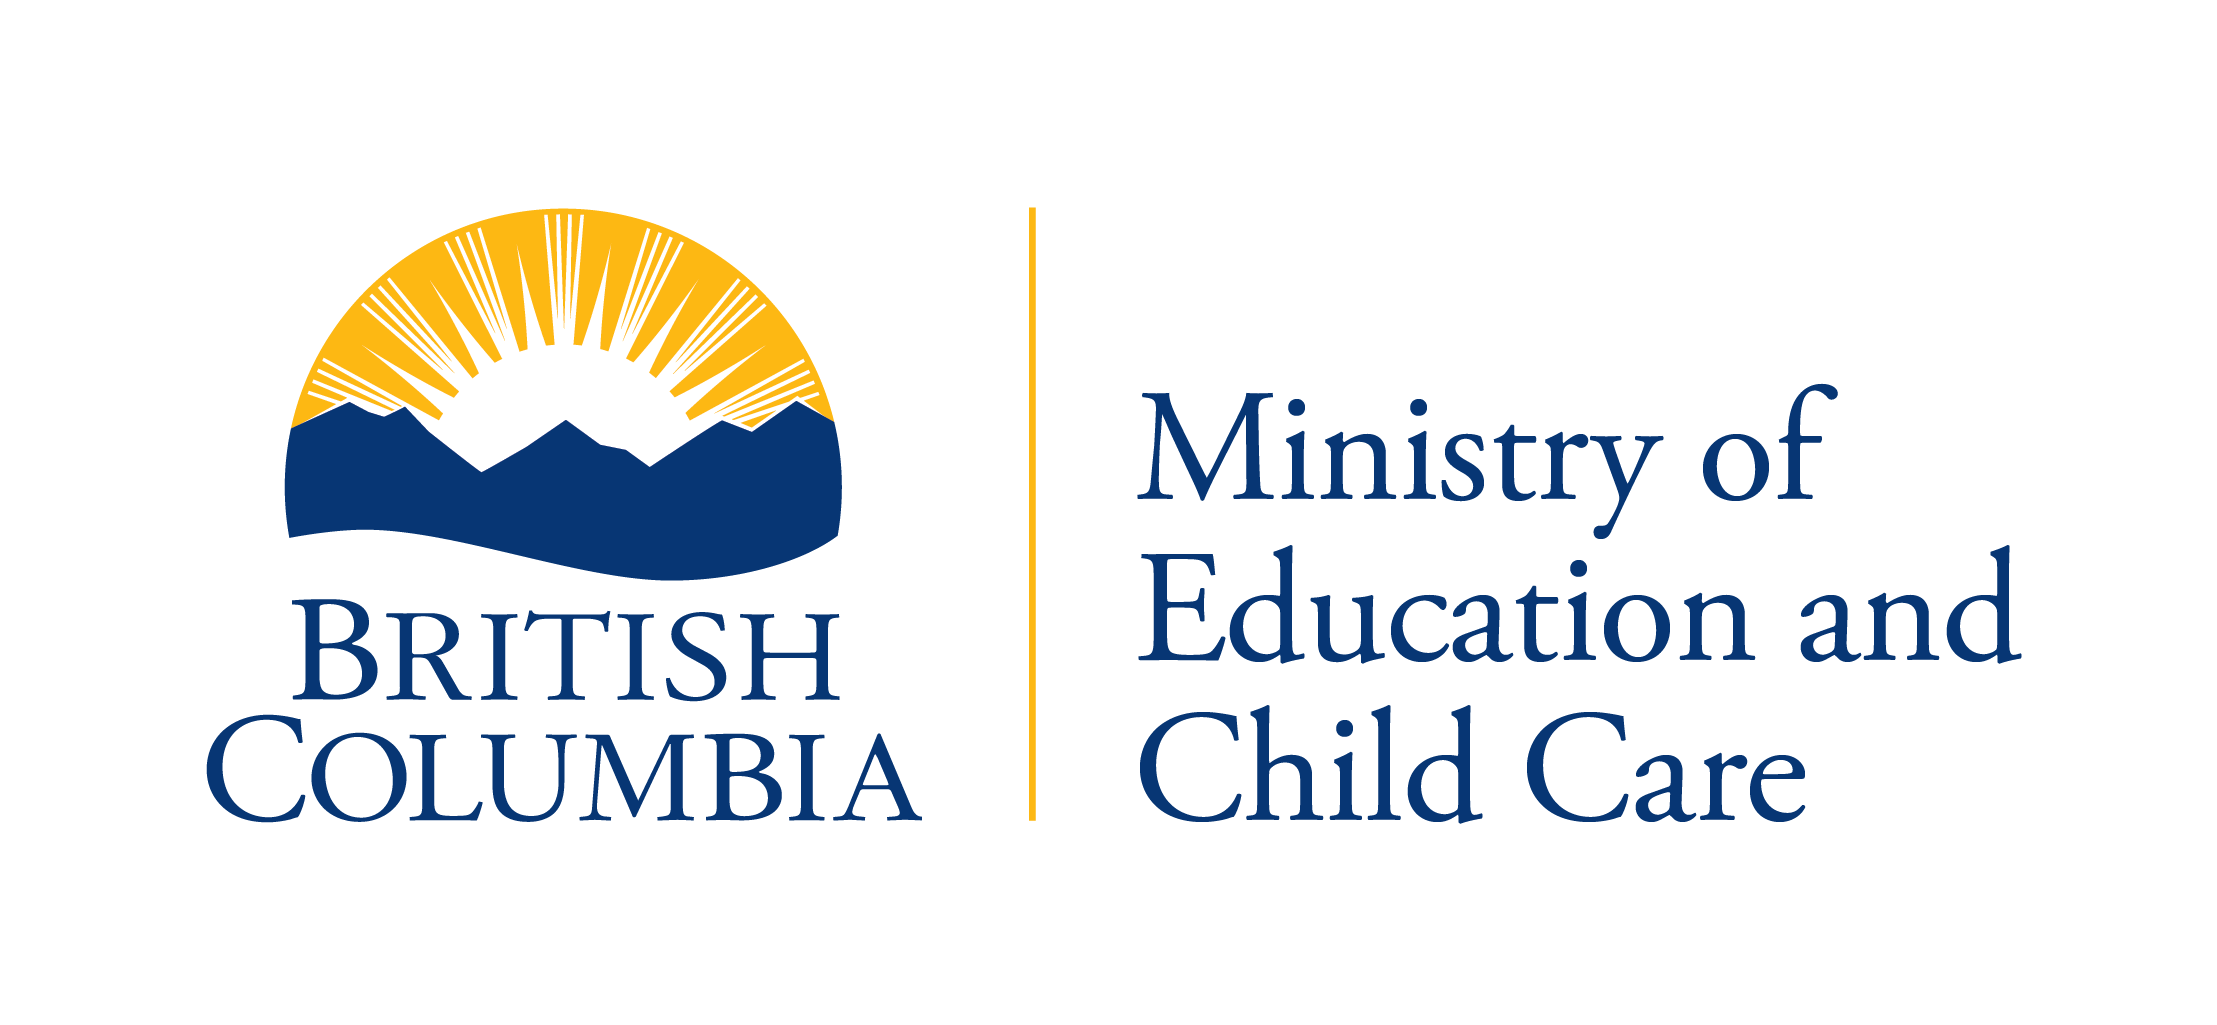 BRITISH
COLUMBIA
Ministry of
Education and
Child Care